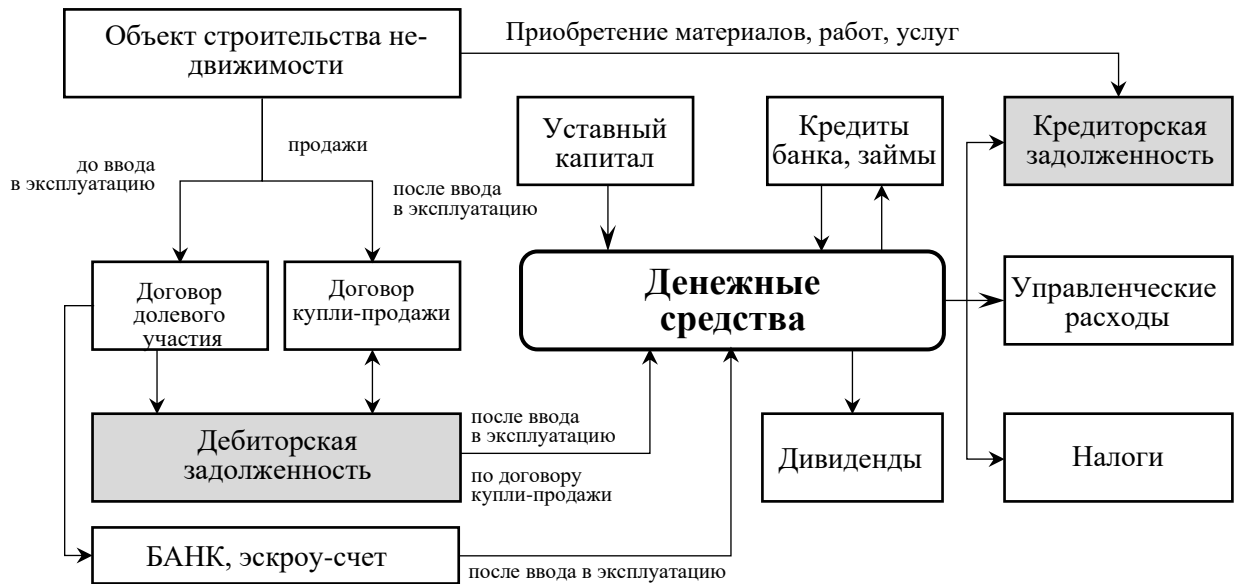 Объект строительства не-
движимости
Приобретение материалов, работ, услуг
продажи
до ввода
в эксплуатацию
после ввода
в эксплуатацию
Уставный
капитал
Кредиты
банка, займы
Кредиторская
задолженность
Договор
долевого
участия
Договор
купли-продажи
Денежные
средства
Управленческие
расходы
Дебиторская
задолженность
после ввода
в эксплуатацию
по договору
купли-продажи
Дивиденды
Налоги
БАНК, эскроу-счет
после ввода в эксплуатацию